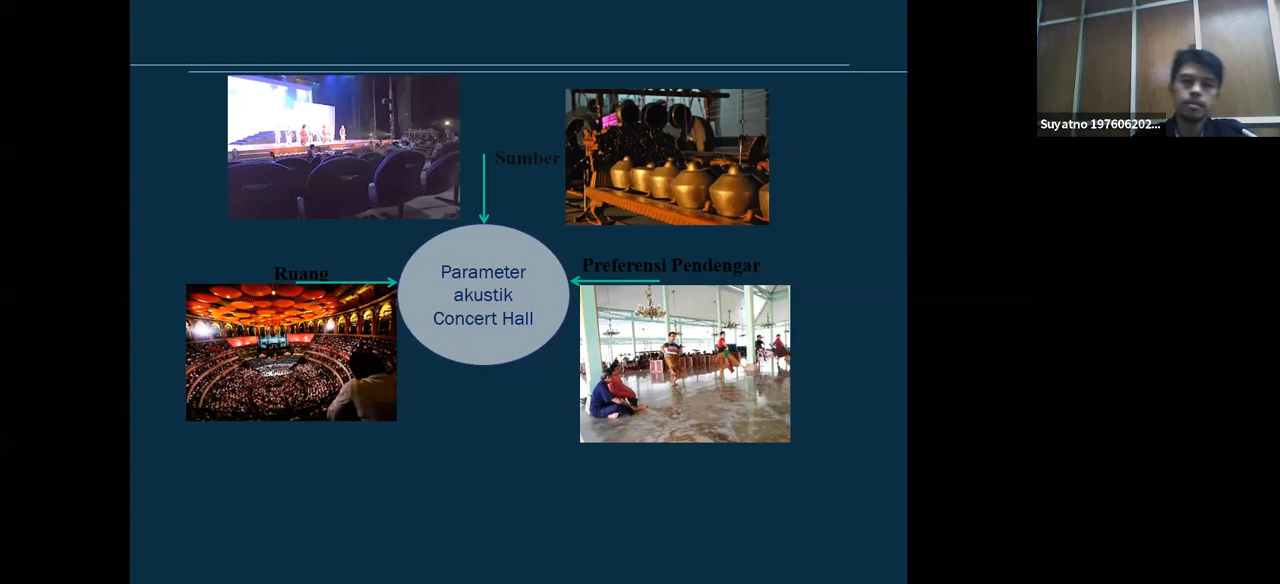 Sumber
Suyatno 197606202...
Ruang
Preferensi Pendengar
Parameter
akustik
Concert Hall